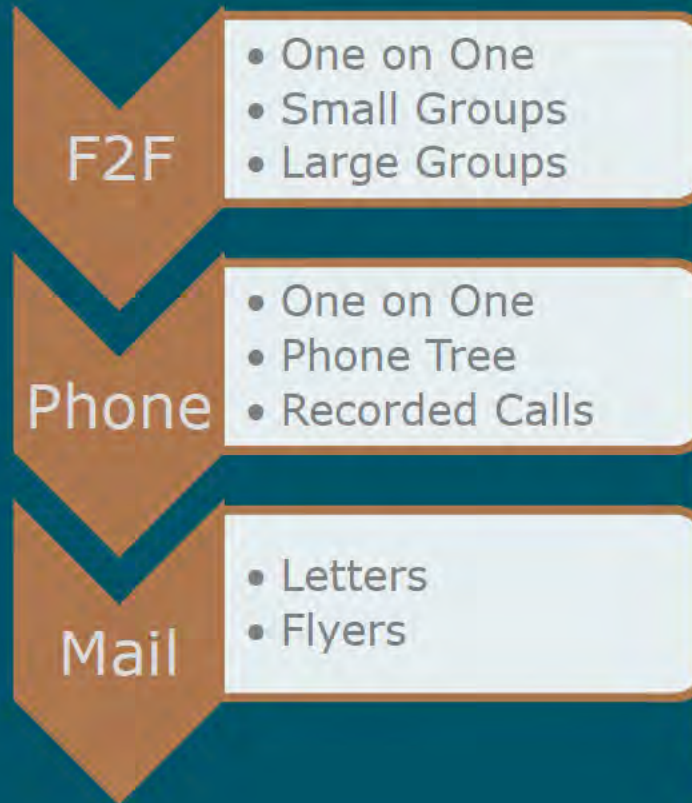 F2F
• One on One
• Small Groups
• Large Groups
Phone
• One on One
• Phone Tree
• Recorded Calls
Mail
• Letters
• Flyers